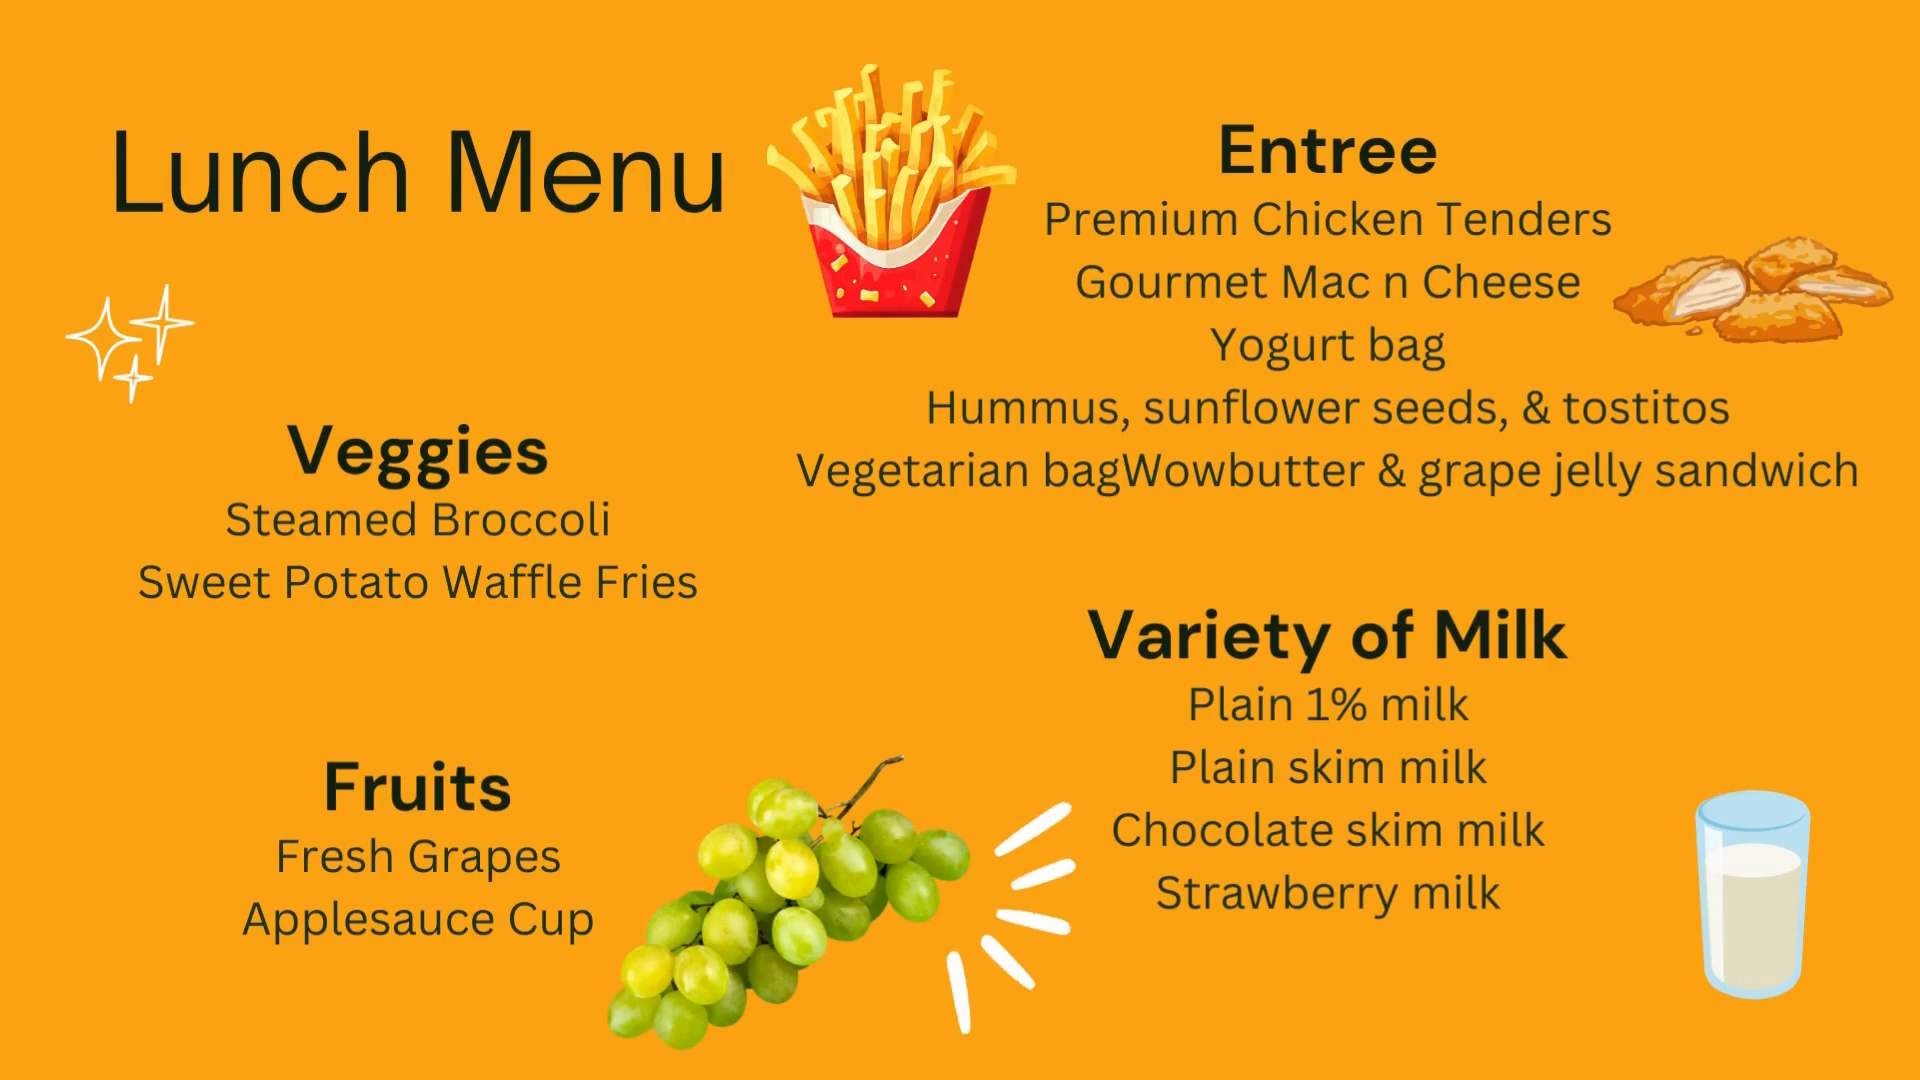 Lunch Menu
Veggies
Steamed Broccoli
Sweet Potato Waffle Fries
Fruits
Fresh Grapes
Applesauce Cup
Entree
Premium Chicken Tenders
Gourmet Mac n Cheese
Yogurt bag
Hummus, sunflower seeds, & tostitos
Vegetarian bagWowbutter & grape jelly sandwich
Variety of Milk
Plain 1% milk
Plain skim milk
Chocolate skim milk
Strawberry milk